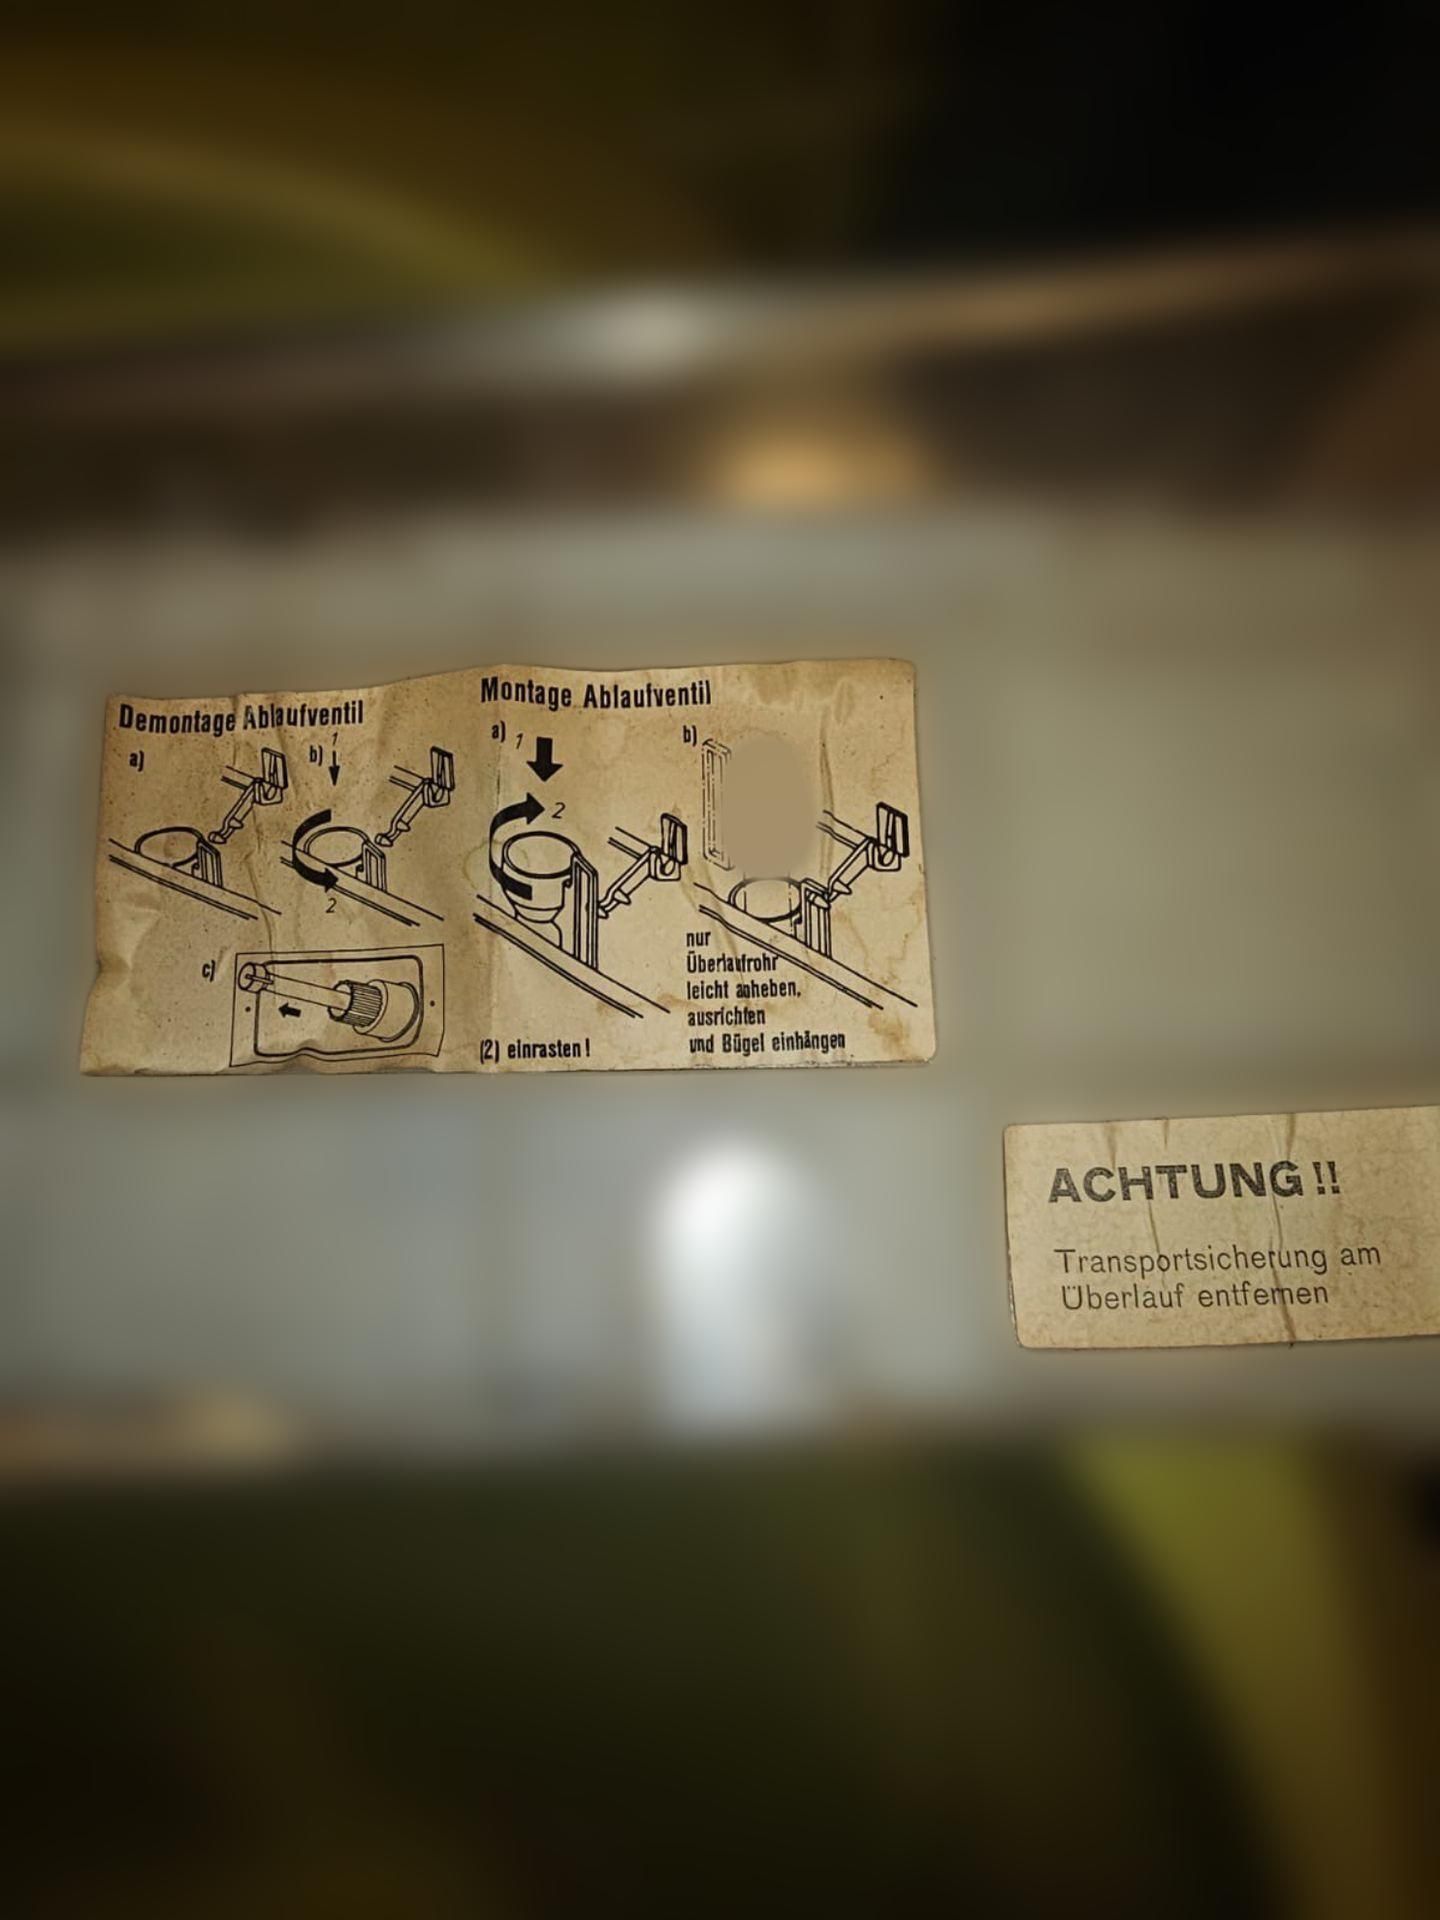 Demontage Ablaufventil
a)
b) 1
2
c)
Montage Ablaufventil
a) 1
2
b)
nur
Überlaufrohr
leicht anheben,
ausrichten
und Bügel einhängen
(2) einrasten!
ACHTUNG!!
Transportsicherung am
Überlauf entfernen